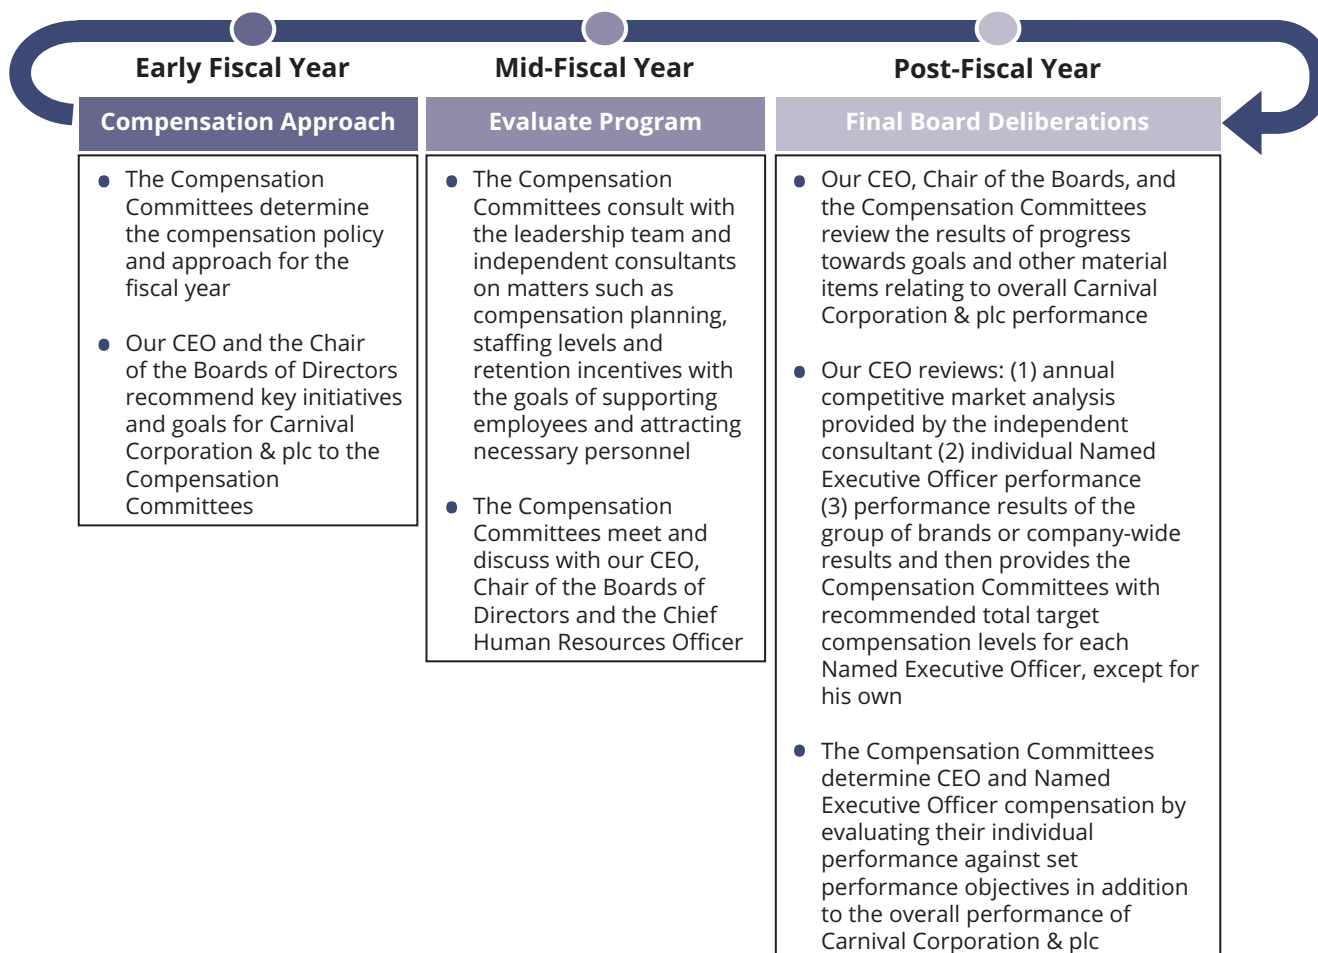 Early Fiscal Year
Compensation Approach
The Compensation
Committees determine
the compensation policy
and approach for the
fiscal year
Our CEO and the Chair
of the Boards of Directors
recommend key initiatives
and goals for Carnival
Corporation & plc to the
Compensation
Committees
Mid-Fiscal Year
Evaluate Program
The Compensation
Committees consult with
the leadership team and
independent consultants
on matters such as
compensation planning,
staffing levels and
retention incentives with
the goals of supporting
employees and attracting
necessary personnel
The Compensation
Committees meet and
discuss with our CEO,
Chair of the Boards of
Directors and the Chief
Human Resources Officer
Post-Fiscal Year
Final Board Deliberations
Our CEO, Chair of the Boards, and
the Compensation Committees
review the results of progress
towards goals and other material
items relating to overall Carnival
Corporation & plc performance
Our CEO reviews: (1) annual
competitive market analysis
provided by the independent
consultant (2) individual Named
Executive Officer performance
(3) performance results of the
group of brands or company-wide
results and then provides the
Compensation Committees with
recommended total target
compensation levels for each
Named Executive Officer, except for
his own
The Compensation Committees
determine CEO and Named
Executive Officer compensation by
evaluating their individual
performance against set
performance objectives in addition
to the overall performance of
Carnival Corporation & plc